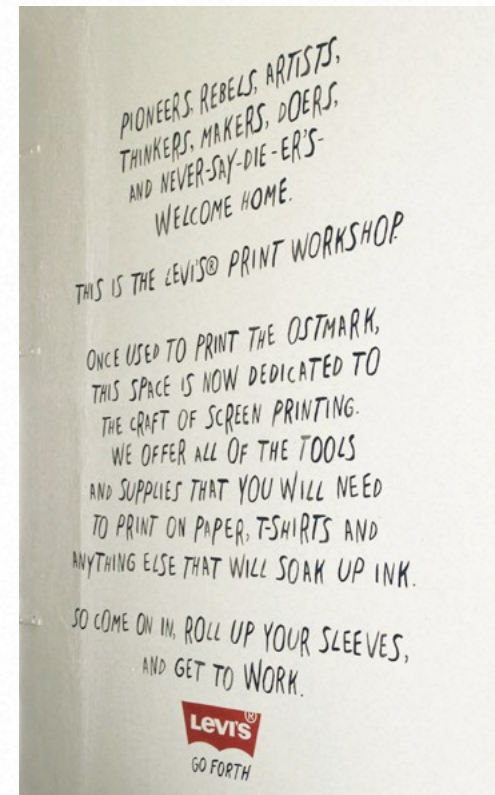 PIONEERS, REBELS, ARTISTS,
THINKERS, MAKERS, DOERS,
AND NEVER-SAY-DIE-ER'S-
WELCOME HOME.
THIS IS THE LEVI'S® PRINT WORKSHOP.
ONCE USED TO PRINT THE OSTMARK,
THIS SPACE IS NOW DEDICATED TO
THE CRAFT OF SCREEN PRINTING.
WE OFFER ALL OF THE TOOLS
AND SUPPLIES THAT YOU WILL NEED
TO PRINT ON PAPER, T-SHIRTS AND
ANYTHING ELSE THAT WILL SOAK UP INK.
SO COME ON IN, ROLL UP YOUR SLEEVES,
AND GET TO WORK.
LEVI'S®
GO FORTH